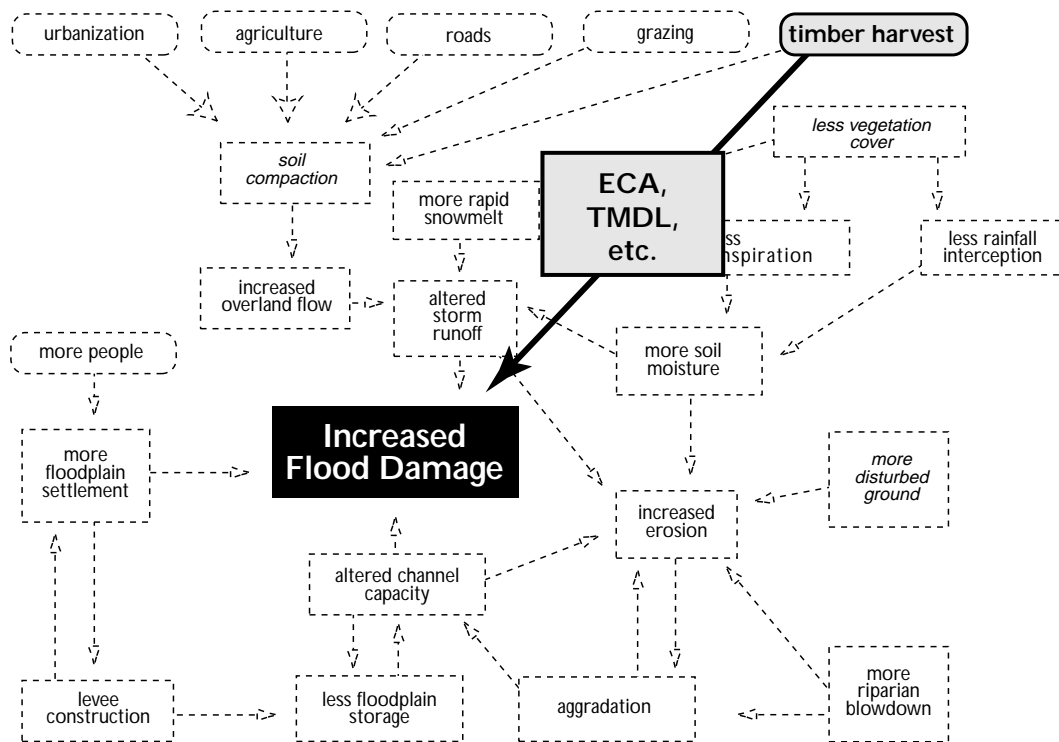 urbanization
agriculture
roads
grazing
timber harvest
less vegetation
cover
soil
compaction
more rapid
snowmelt
ECA,
TMDL,
etc.
less rainfall
interception
increased
overland flow
altered
storm
runoff
more people
more soil
moisture
Increased
Flood Damage
more
floodplain
settlement
more
disturbed
ground
increased
erosion
altered channel
capacity
levee
construction
less floodplain
storage
aggradation
more
riparian
blowdown